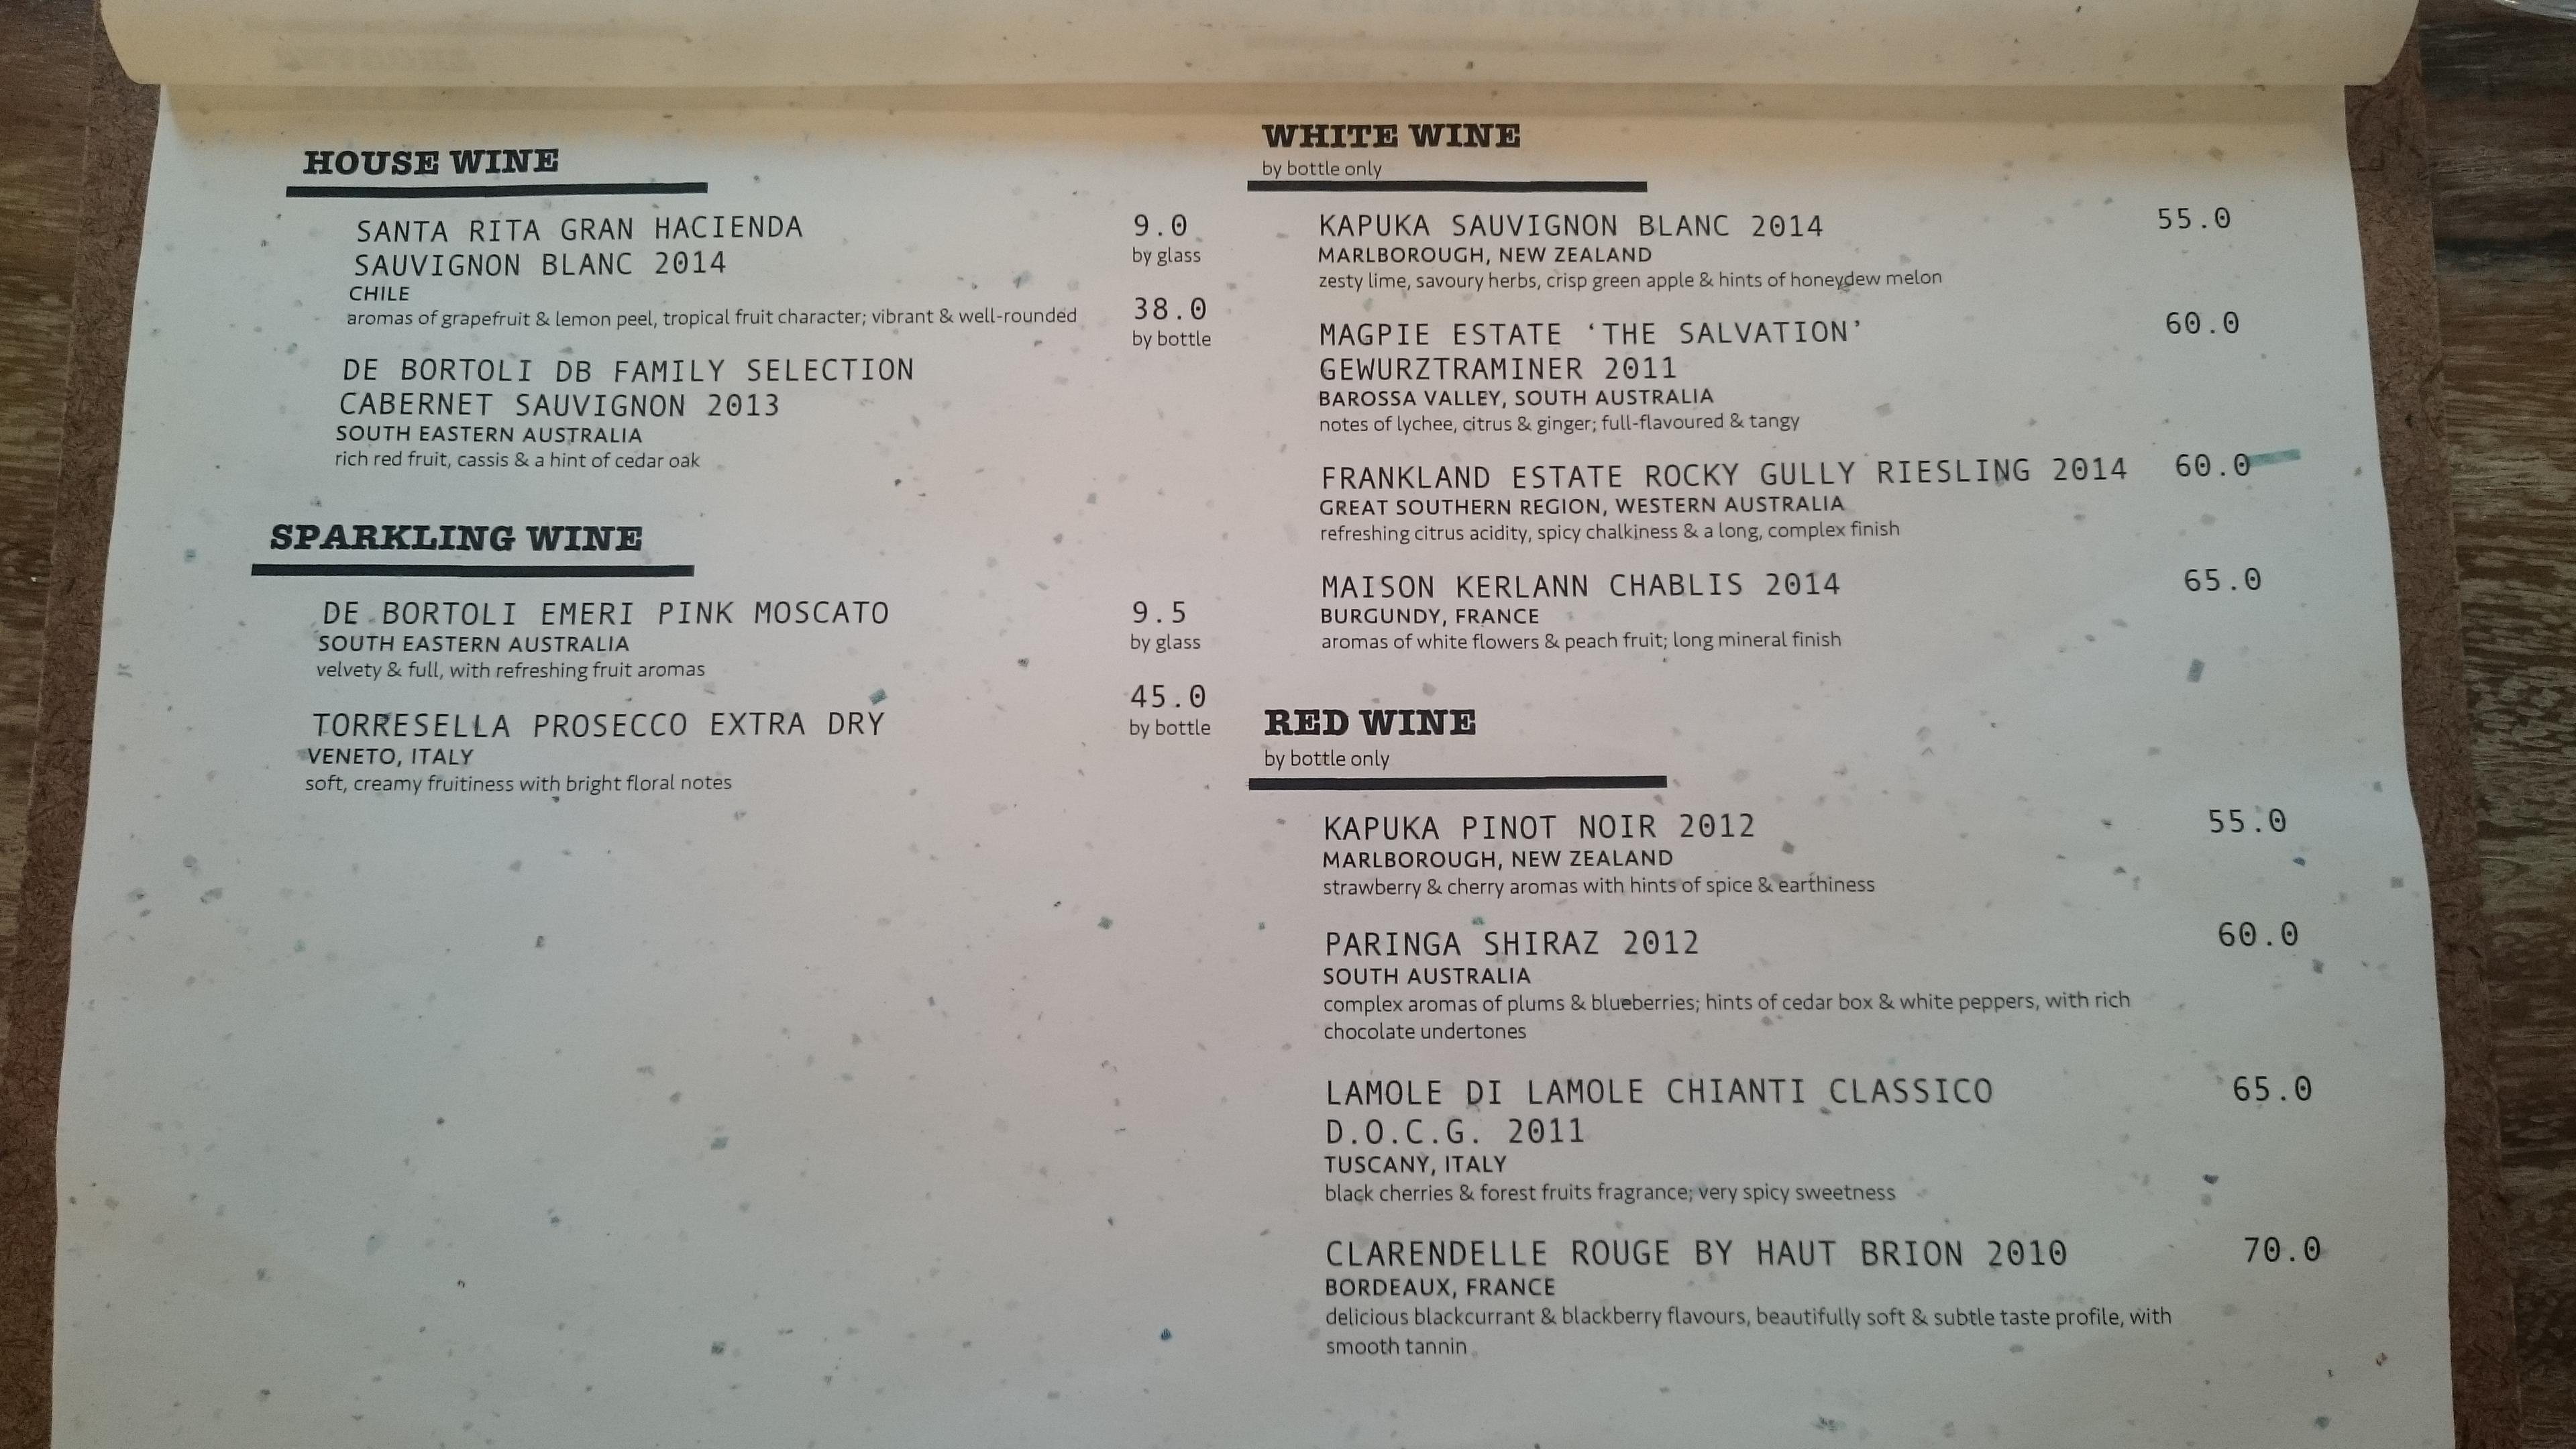 HOUSE WINE
SANTA RITA GRAN HACIENDA
SAUVIGNON BLANC 2014
CHILE
aromas of grapefruit & lemon peel, tropical fruit character; vibrant & well-rounded
9.0
by glass
38.0
by bottle
DE BORTOLI DB FAMILY SELECTION
CABERNET SAUVIGNON 2013
SOUTH EASTERN AUSTRALIA
rich red fruit, cassis & a hint of cedar oak
SPARKLING WINE
DE BORTOLI EMERI PINK MOSCATO
SOUTH EASTERN AUSTRALIA
velvety & full, with refreshing fruit aromas
9.5
by glass
45.0
by bottle
TORRESELLA PROSECCO EXTRA DRY
VENETO, ITALY
soft, creamy fruitiness with bright floral notes
WHITE WINE
by bottle only
KAPUKA SAUVIGNON BLANC 2014 55.0
MARLBOROUGH, NEW ZEALAND
zesty lime, savoury herbs, crisp green apple & hints of honeydew melon
MAGPIE ESTATE ‘THE SALVATION’ 60.0
GEWURZTRAMINER 2011
BAROSSA VALLEY, SOUTH AUSTRALIA
notes of lychee, citrus & ginger; full-flavoured & tangy
FRANKLAND ESTATE ROCKY GULLY RIESLING 2014 60.0
GREAT SOUTHERN REGION, WESTERN AUSTRALIA
refreshing citrus acidity, spicy chalkiness & a long, complex finish
MAISON KERLANN CHABLIS 2014 65.0
BURGUNDY, FRANCE
aromas of white flowers & peach fruit; long mineral finish
RED WINE
by bottle only
KAPUKA PINOT NOIR 2012 55.0
MARLBOROUGH, NEW ZEALAND
strawberry & cherry aromas with hints of spice & earthiness
PARINGA SHIRAZ 2012 60.0
SOUTH AUSTRALIA
complex aromas of plums & blueberries; hints of cedar box & white peppers, with rich
chocolate undertones
LAMOLE DI LAMOLE CHIANTI CLASSICO 65.0
D.O.C.G. 2011
TUSCANY, ITALY
black cherries & forest fruits fragrance; very spicy sweetness
CLARENDELLE ROUGE BY HAUT BRION 2010 70.0
BORDEAUX, FRANCE
delicious blackcurrant & blackberry flavours, beautifully soft & subtle taste profile, with
smooth tannin